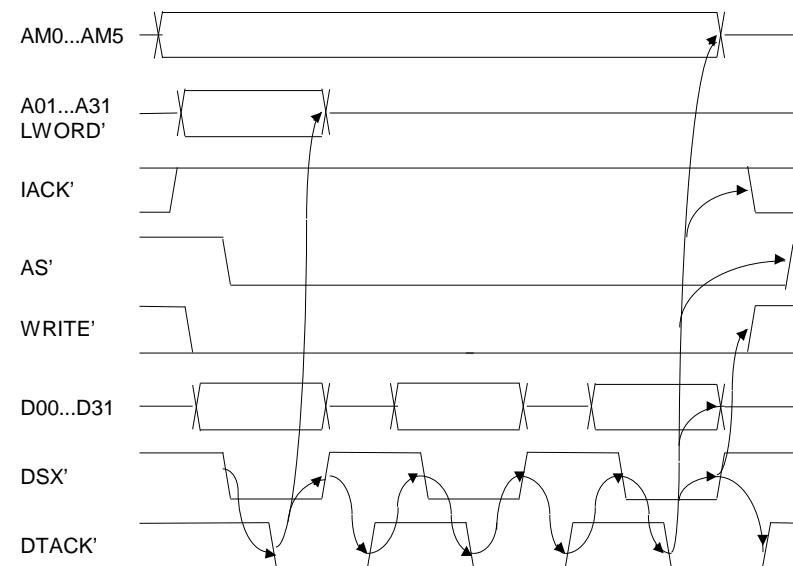 AM0...AM5
A01...A31
LWORD'
IACK'
AS'
WRITE'
D00...D31
DSX'
DTACK'